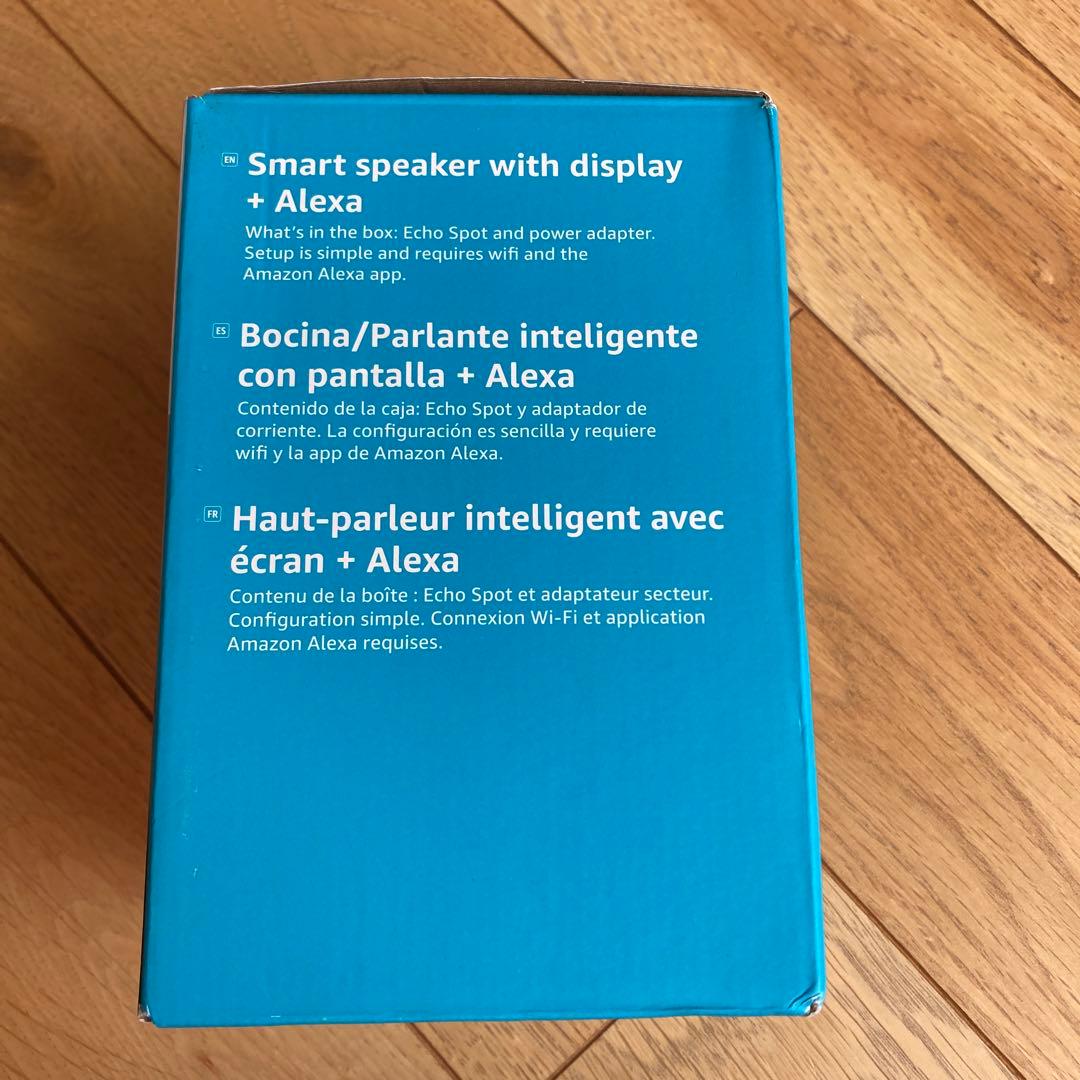 EN Smart speaker with display
+ Alexa
What's in the box: Echo Spot and power adapter.
Setup is simple and requires wifi and the
Amazon Alexa app.
ES Bocina/Parlante inteligente
con pantalla + Alexa
Contenido de la caja: Echo Spot y adaptador de
corriente. La configuración es sencilla y requiere
wifi y la app de Amazon Alexa.
FR Haut-parleur intelligent avec
écran + Alexa
Contenu de la boîte : Echo Spot et adaptateur secteur.
Configuration simple. Connexion Wi-Fi et application
Amazon Alexa requises.